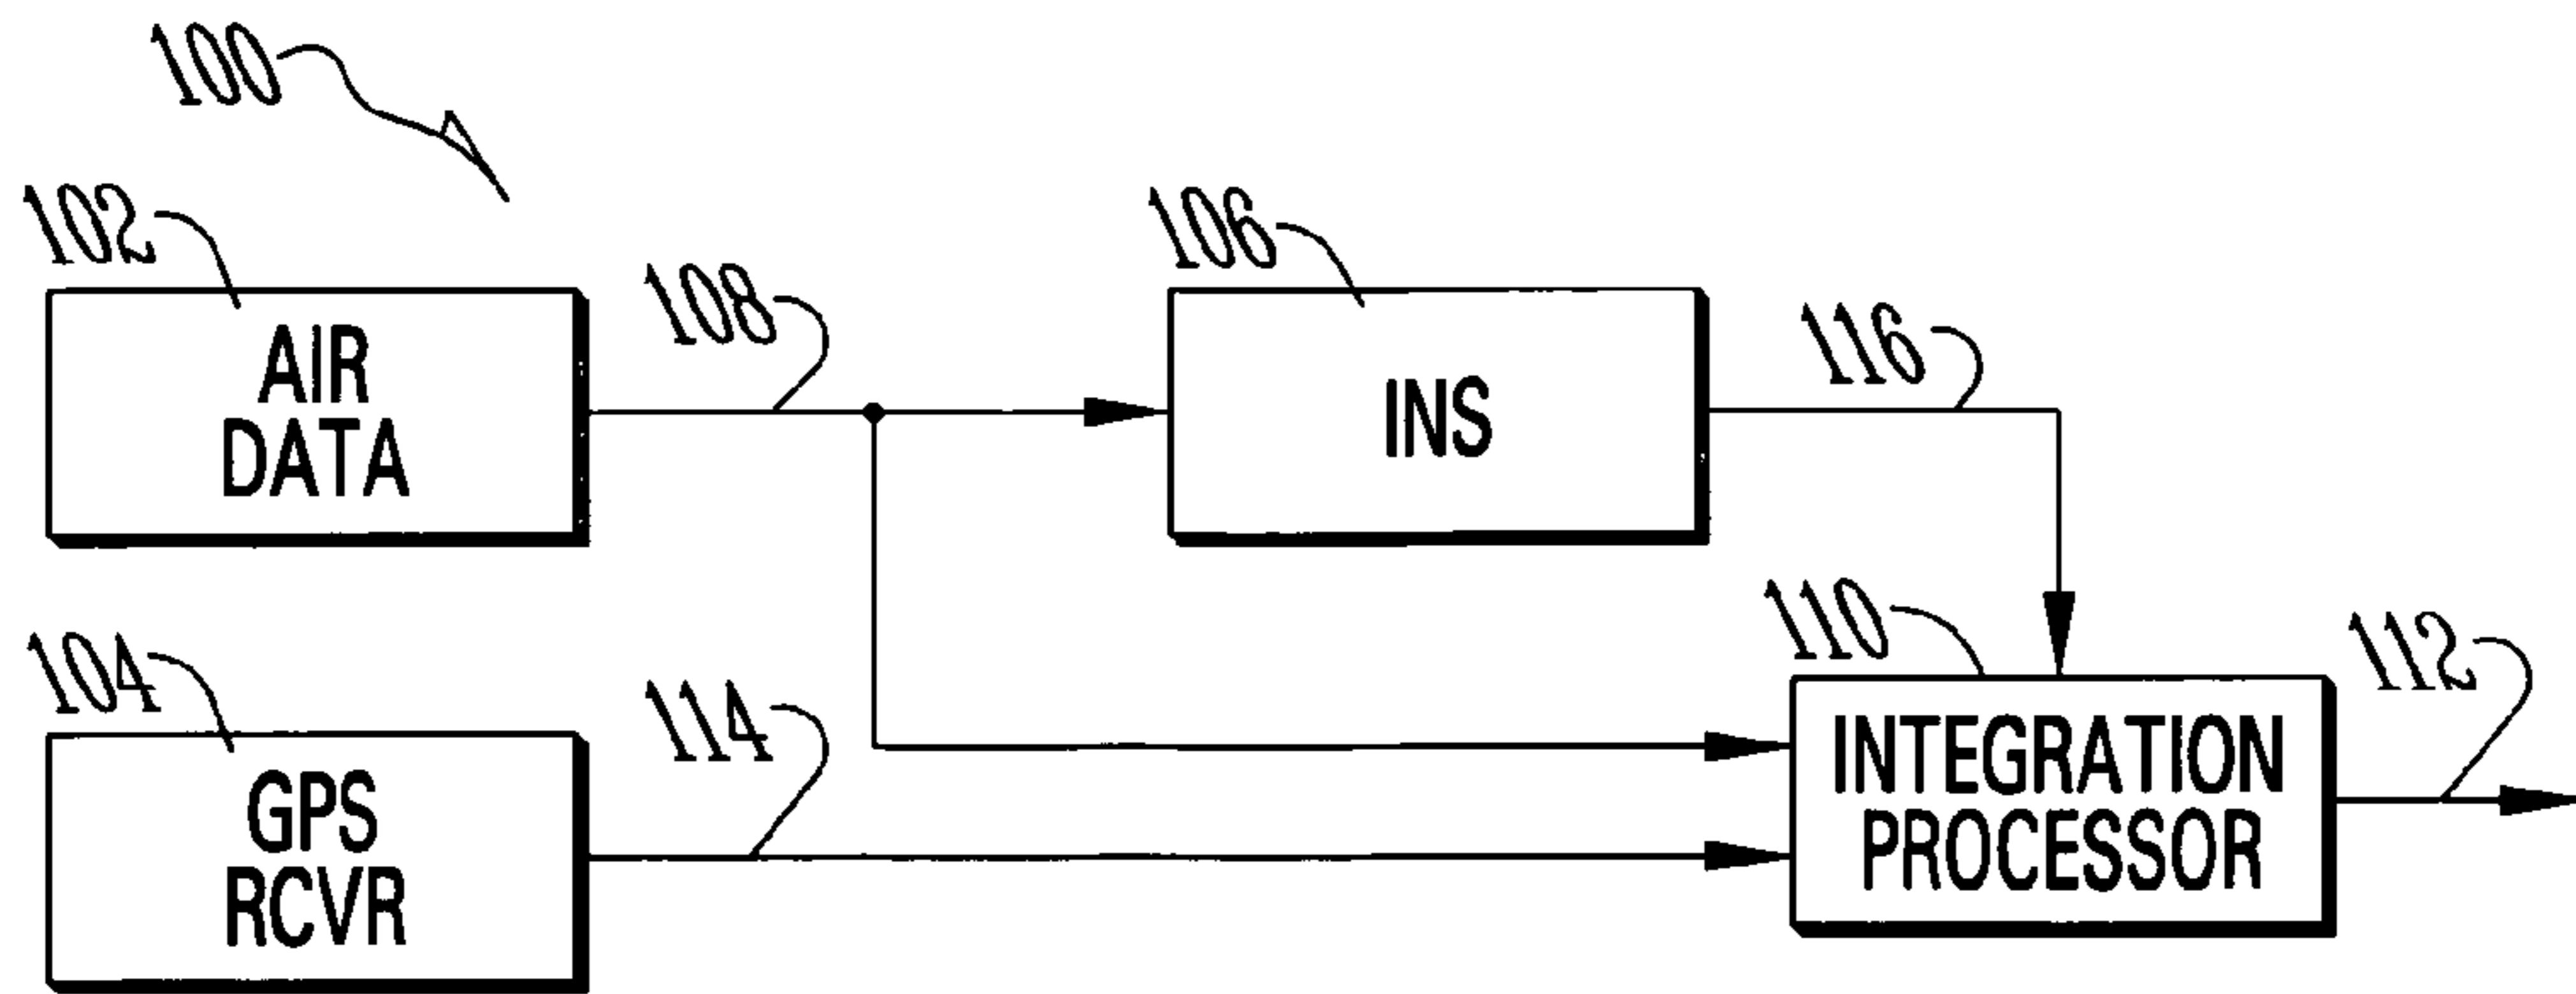 100
102
AIR
DATA
108
106
INS
116
104
GPS
RCVR
114
110
INTEGRATION
PROCESSOR
112